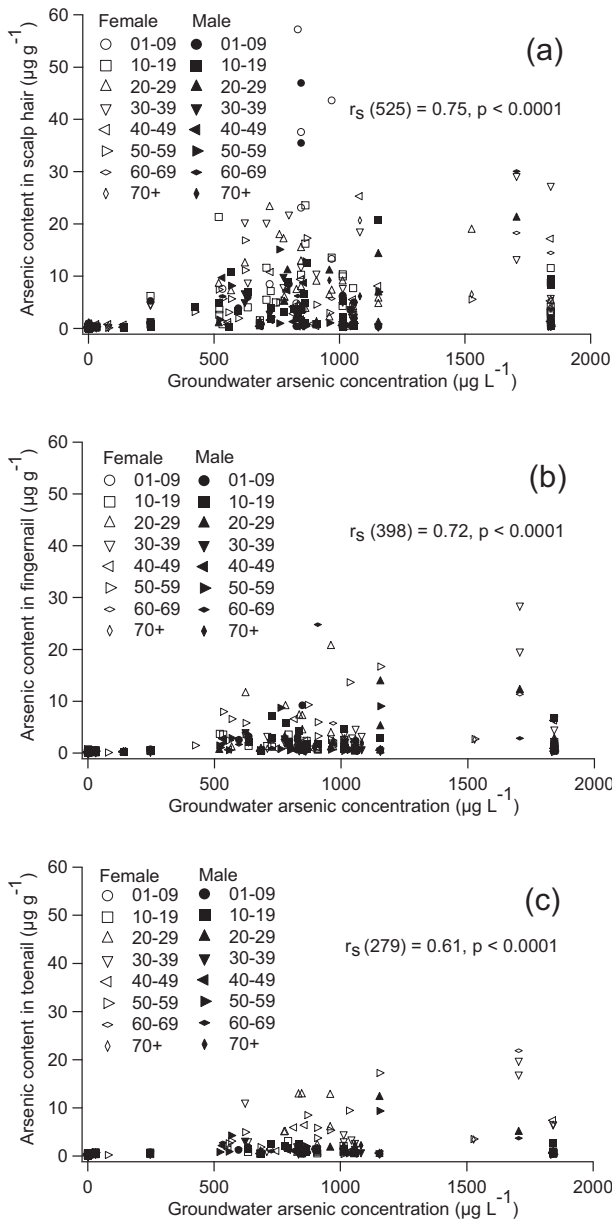 (a)
Female Male
01-09 01-09
10-19 10-19
20-29 20-29
30-39 30-39
40-49 40-49
50-59 50-59
60-69 60-69
70+ 70+
rs (525) = 0.75, p < 0.0001
Arsenic content in scalp hair (µg g-1)
60
50
40
30
20
10
0
0 500 1000 1500 2000
Groundwater arsenic concentration (µg L-1)
(b)
Female Male
01-09 01-09
10-19 10-19
20-29 20-29
30-39 30-39
40-49 40-49
50-59 50-59
60-69 60-69
70+ 70+
rs (398) = 0.72, p < 0.0001
Arsenic content in fingernail (µg g-1)
60
50
40
30
20
10
0
0 500 1000 1500 2000
Groundwater arsenic concentration (µg L-1)
(c)
Female Male
01-09 01-09
10-19 10-19
20-29 20-29
30-39 30-39
40-49 40-49
50-59 50-59
60-69 60-69
70+ 70+
rs (279) = 0.61, p < 0.0001
Arsenic content in toenail (µg g-1)
60
50
40
30
20
10
0
0 500 1000 1500 2000
Groundwater arsenic concentration (µg L-1)